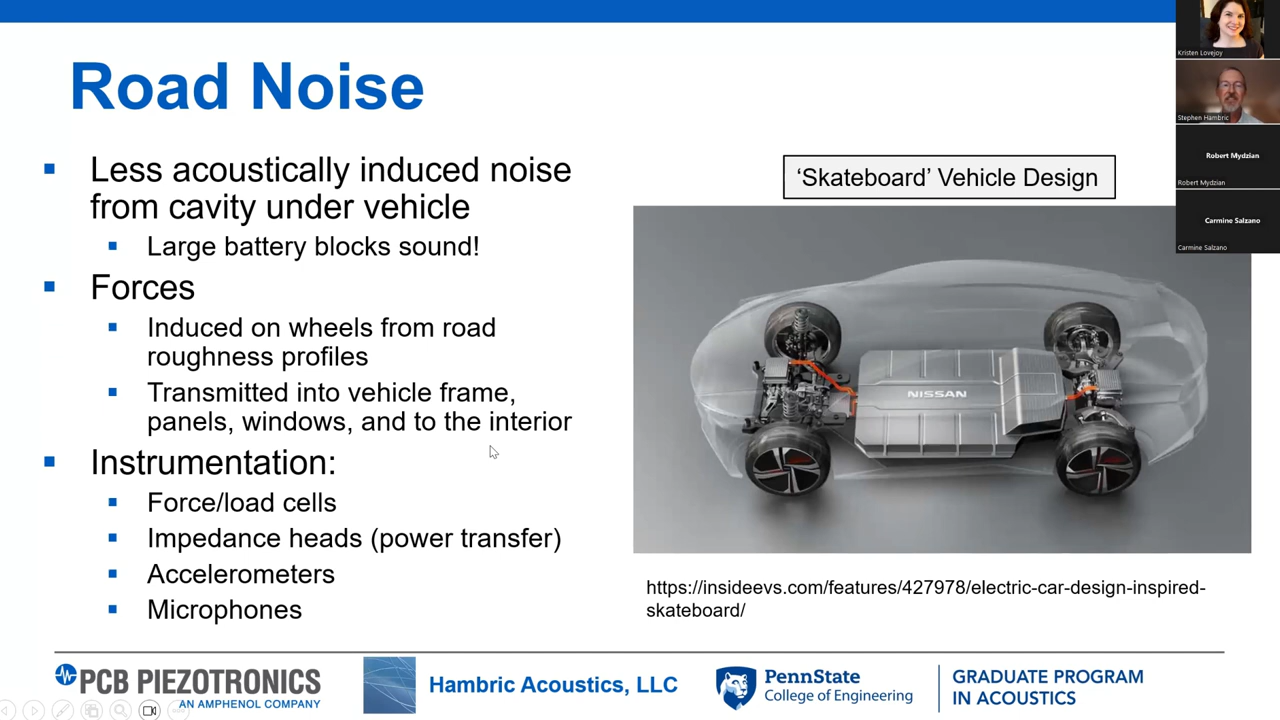 Road Noise
Less acoustically induced noise
from cavity under vehicle
Large battery blocks sound!
Forces
Induced on wheels from road
roughness profiles
Transmitted into vehicle frame,
panels, windows, and to the interior
Instrumentation:
Force/load cells
Impedance heads (power transfer)
Accelerometers
Microphones
‘Skateboard’ Vehicle Design
NISSAN
https://insideevs.com/features/427978/electric-car-design-inspired-
skateboard/
PCB PIEZOTRONICS
AN AMPHENOL COMPANY
Hambric Acoustics, LLC
PennState
College of Engineering
GRADUATE PROGRAM
IN ACOUSTICS
Kristen Lovejoy
Stephen Hambric
Robert Mydzian
Robert Mydzian
Carmine Salzano
Carmine Salzano